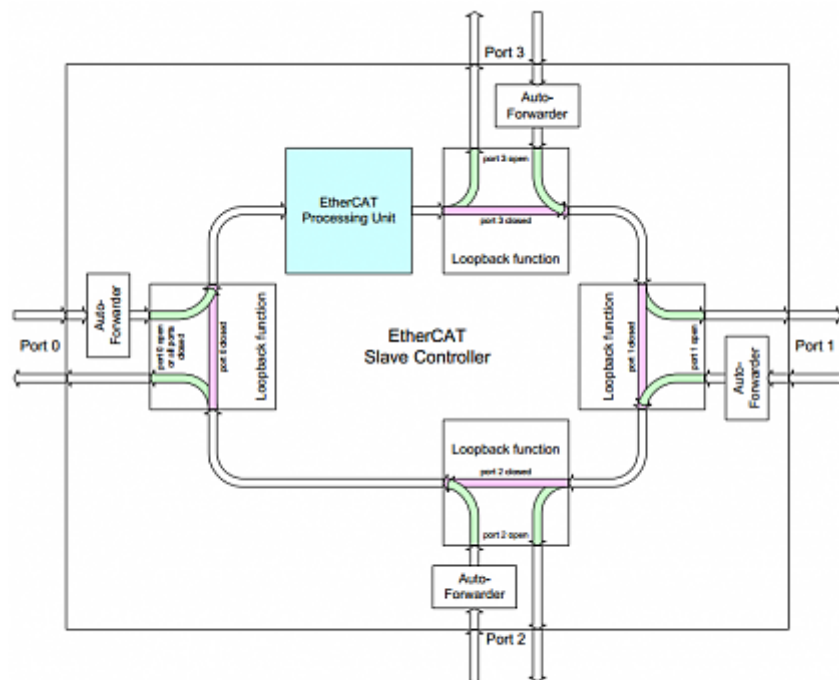 Port 3
Auto-
Forwarder
port 3 open
EtherCAT
Processing Unit
port 3 closed
Loopback function
Auto-
Forwarder
Port 0
port 0 open
or all ports
closed
port 0 closed
Loopback function
EtherCAT
Slave Controller
Loopback function
port 1 closed
port 1 open
Auto-
Forwarder
Port 1
Loopback function
port 2 closed
port 2 open
Auto-
Forwarder
Port 2